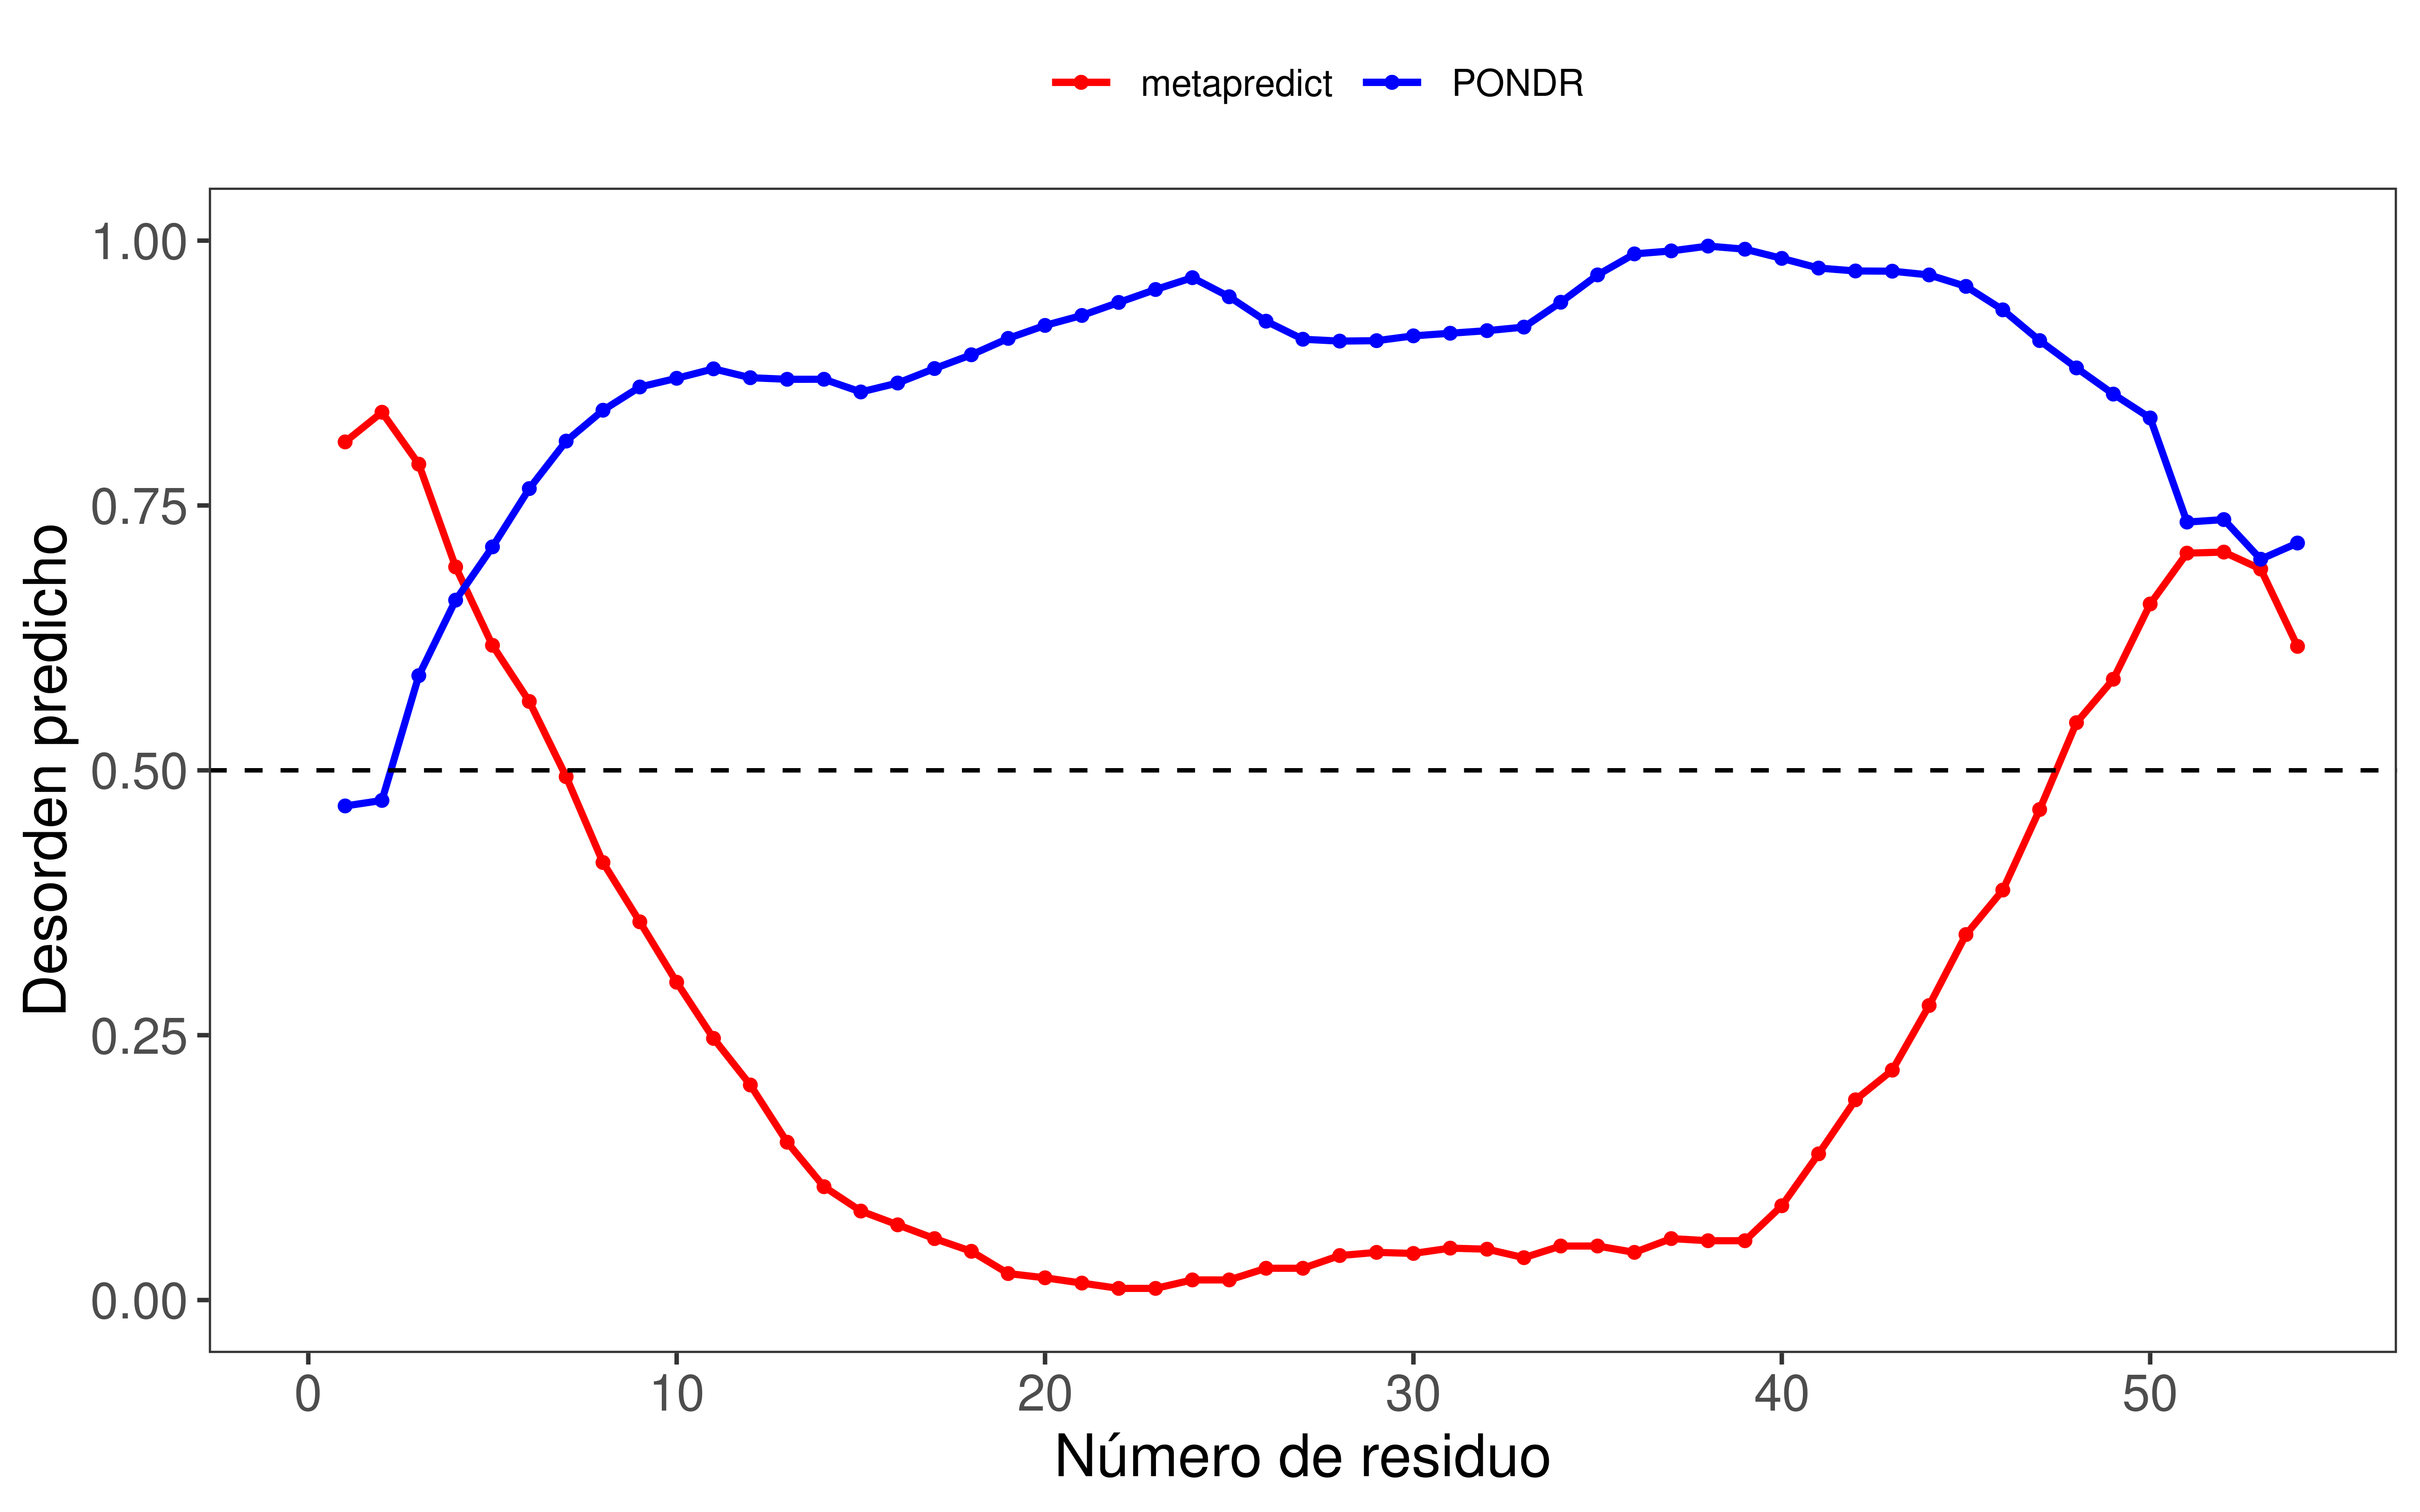 metapredict PONDR
1.00
0.75
0.50
0.25
0.00
Desorden predicho
0 10 20 30 40 50
Número de residuo